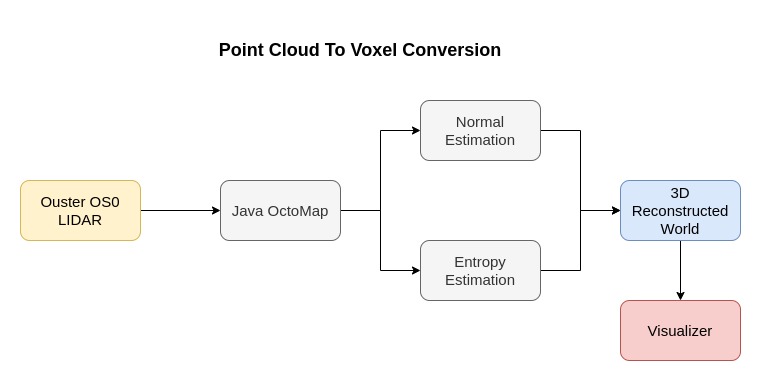 Point Cloud To Voxel Conversion
Ouster OS0
LIDAR
Java OctoMap
Normal
Estimation
Entropy
Estimation
3D
Reconstructed
World
Visualizer